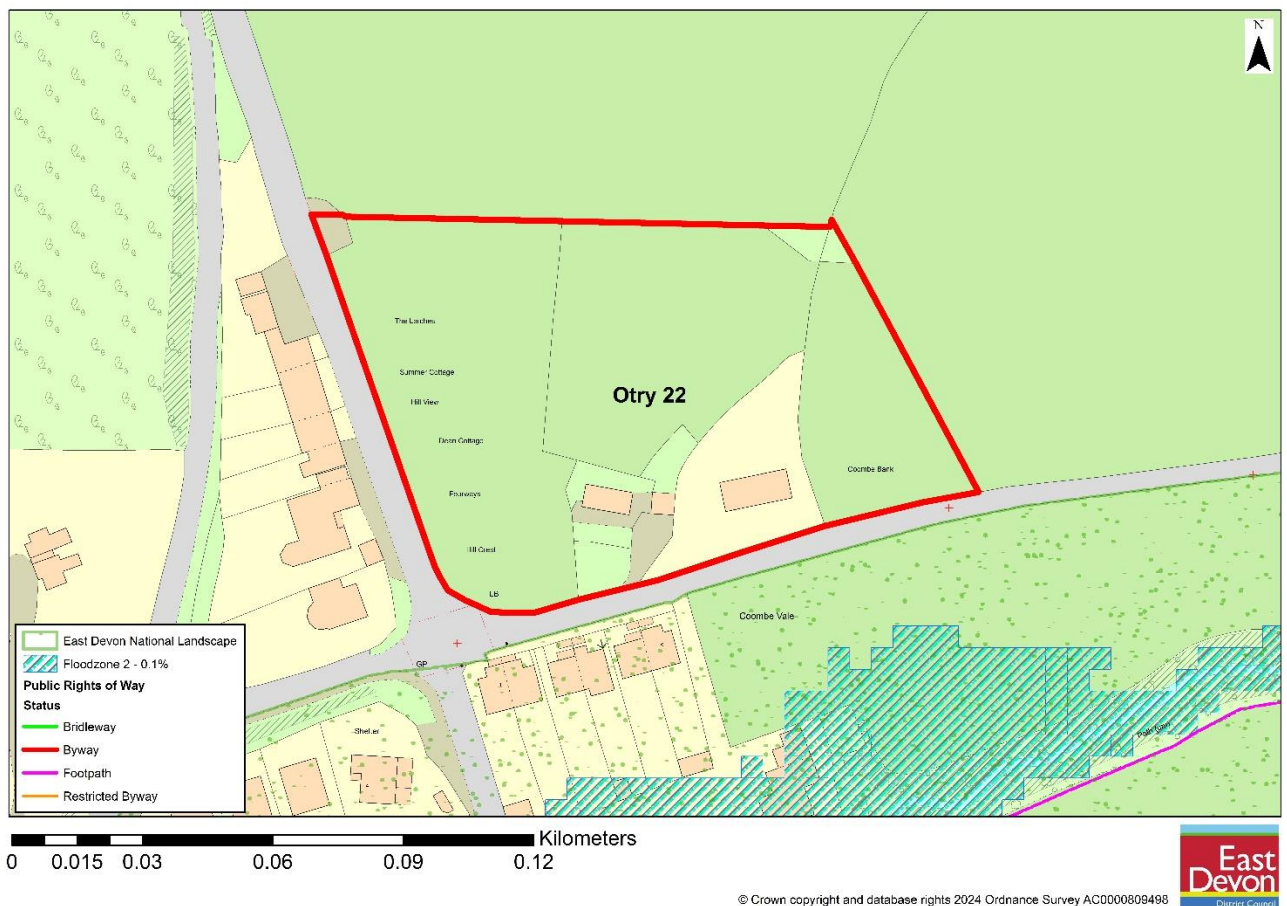 N
The Larches
Summer Cottage
Otry 22
Hill View
Dean Cottage
Coombe Bank
Fourways
Hill Crest
LB
Coombe Vale
GP
Shelter
Path (um)
East Devon National Landscape
Floodzone 2 - 0.1%
Public Rights of Way
Status
Bridleway
Byway
Footpath
Restricted Byway
Kilometers
0 0.015 0.03 0.06 0.09 0.12
© Crown copyright and database rights 2024 Ordnance Survey AC0000809498
East
Devon
District Council